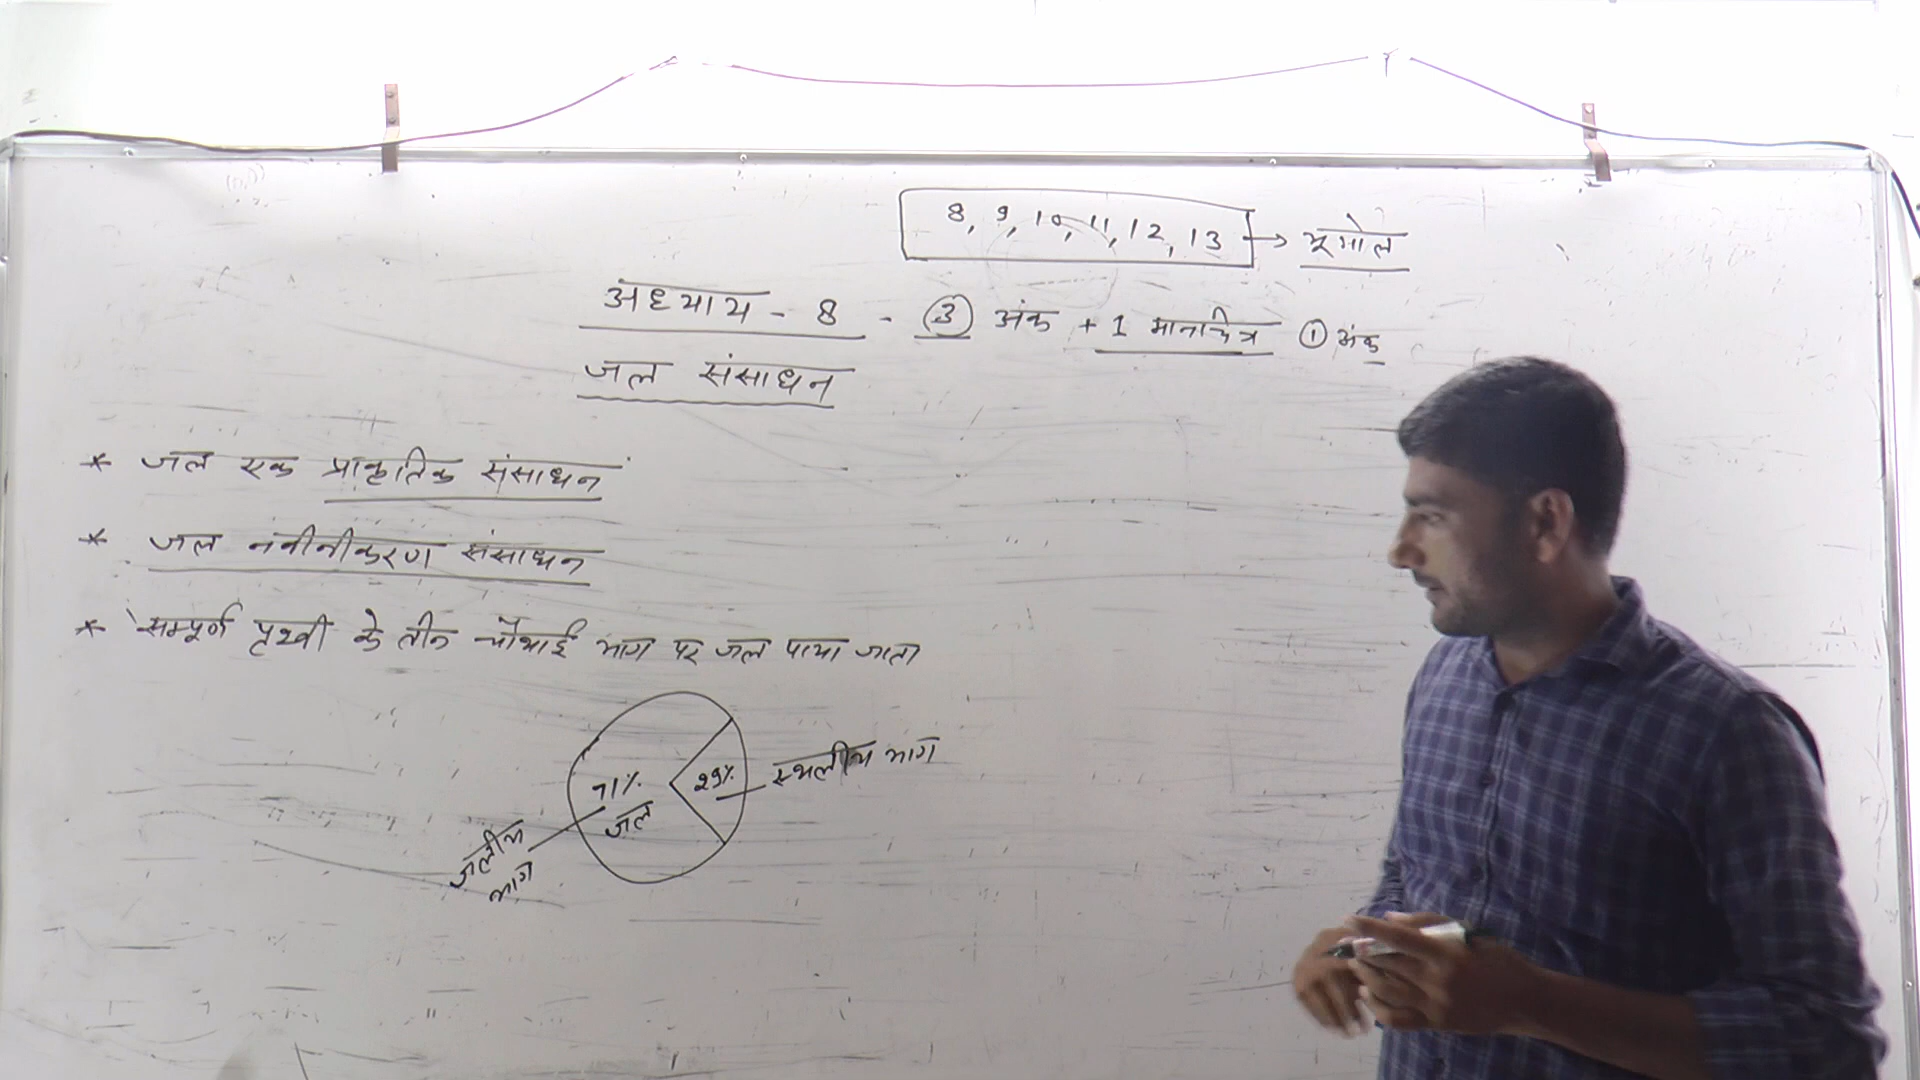 8, 9, 10, 11, 12, 13 → भूगोल
अध्याय - 8 - ③ अंक + 1 मानचित्र ① अंक
जल संसाधन
* जल एक प्राकृतिक संसाधन
* जल नवीनीकरण संसाधन
* सम्पूर्ण पृथ्वी के तीन चौथाई भाग पर जल पाया जाता
29% स्थलीय भाग
71%
जल
जलीय
भाग